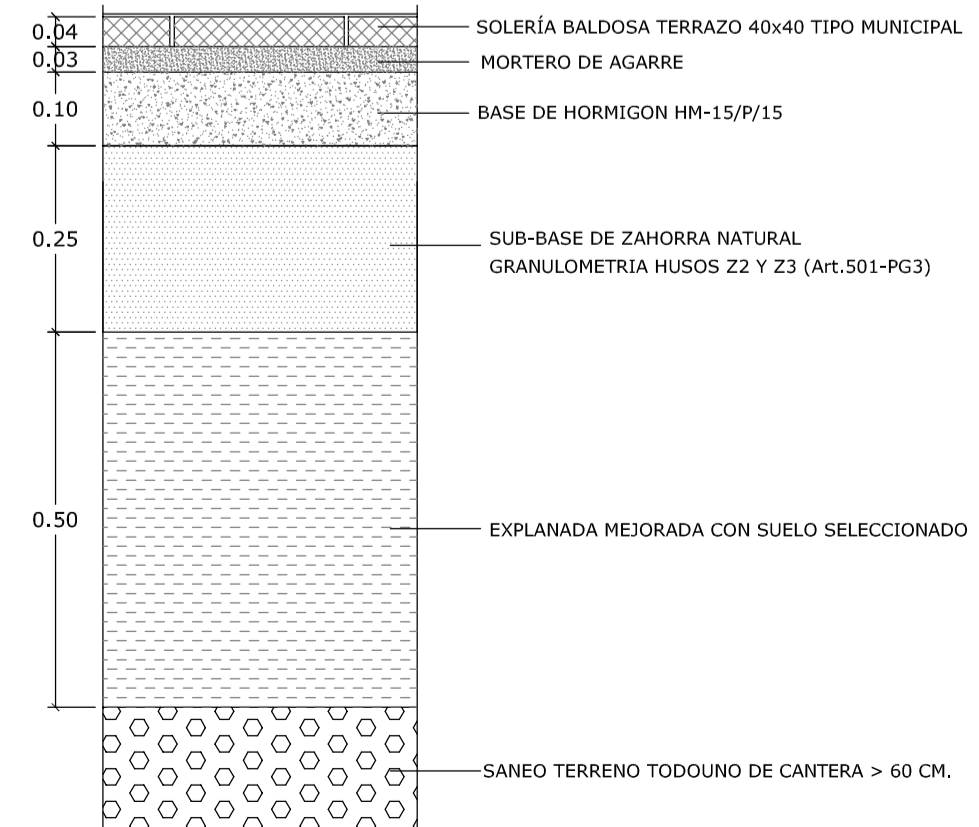 0.04
SOLERÍA BALDOSA TERRAZO 40x40 TIPO MUNICIPAL
0.03
MORTERO DE AGARRE
0.10
BASE DE HORMIGON HM-15/P/15
0.25
SUB-BASE DE ZAHORRA NATURAL
GRANULOMETRIA HUSOS Z2 Y Z3 (Art.501-PG3)
0.50
EXPLANADA MEJORADA CON SUELO SELECCIONADO
SANEO TERRENO TODOUNO DE CANTERA > 60 CM.